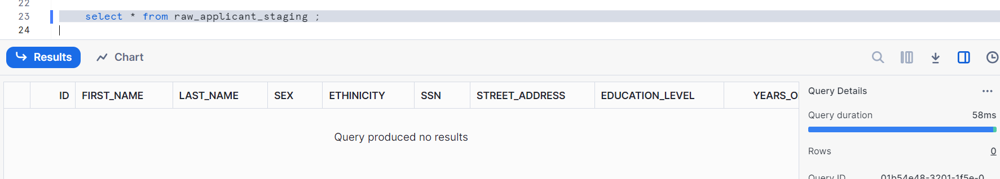 22
23 select * from raw_applicant_staging ;
24
Results Chart
ID FIRST_NAME LAST_NAME SEX ETHINICITY SSN STREET_ADDRESS EDUCATION_LEVEL YEARS_O
Query produced no results
Query Details
Query duration 58ms
Rows 0
Query ID 01b54e48-3201-1f5e-0